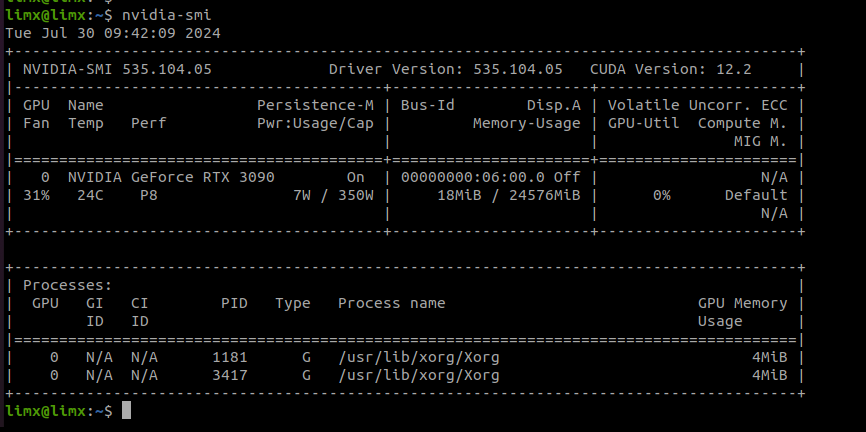 limx@limx:~$ nvidia-smi
Tue Jul 30 09:42:09 2024
+---------------------------------------------------------------------------------------+
| NVIDIA-SMI 535.104.05             Driver Version: 535.104.05   CUDA Version: 12.2     |
|-----------------------------------------+----------------------+----------------------+
| GPU  Name                 Persistence-M | Bus-Id        Disp.A | Volatile Uncorr. ECC |
| Fan  Temp   Perf          Pwr:Usage/Cap |         Memory-Usage | GPU-Util  Compute M. |
|                                         |                      |               MIG M. |
|=========================================+======================+======================|
|   0  NVIDIA GeForce RTX 3090        On  | 00000000:06:00.0 Off |                  N/A |
| 31%   24C    P8               7W / 350W |     18MiB / 24576MiB |      0%      Default |
|                                         |                      |                  N/A |
+-----------------------------------------+----------------------+----------------------+
+---------------------------------------------------------------------------------------+
| Processes:                                                                            |
|  GPU   GI   CI        PID   Type   Process name                            GPU Memory |
|        ID   ID                                                             Usage      |
|=======================================================================================|
|    0   N/A  N/A      1181      G   /usr/lib/xorg/Xorg                            4MiB |
|    0   N/A  N/A      3417      G   /usr/lib/xorg/Xorg                            4MiB |
+---------------------------------------------------------------------------------------+
limx@limx:~$